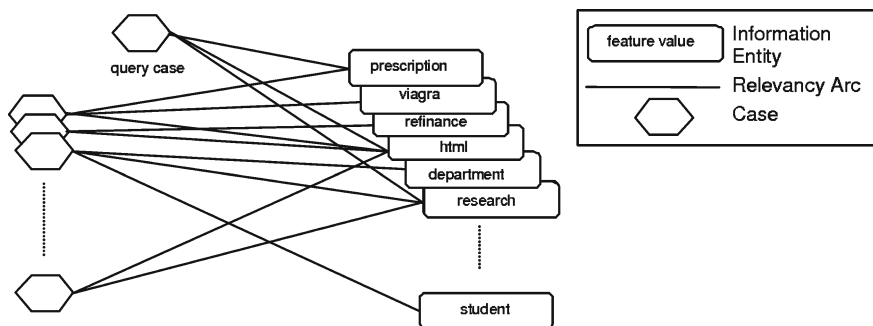 query case
prescription
viagra
refinance
html
department
research
student
feature value
Information
Entity
Relevancy Arc
Case